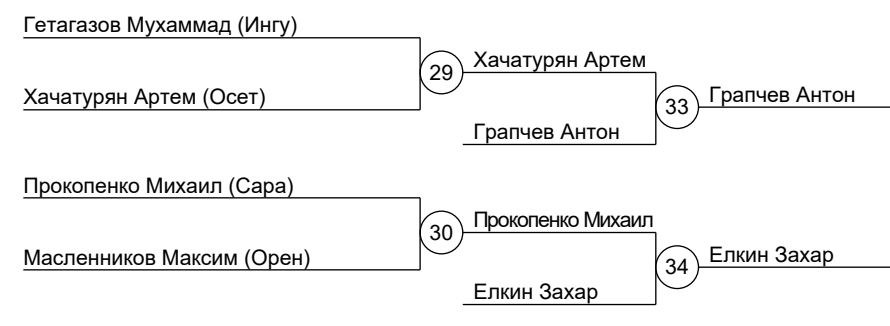 Гетагазов Мухаммад (Ингу)
29
Хачатурян Артем
Хачатурян Артем (Осет)
33
Грапчев Антон
Грапчев Антон
Прокопенко Михаил (Сара)
30
Прокопенко Михаил
Масленников Максим (Орен)
34
Елкин Захар
Елкин Захар